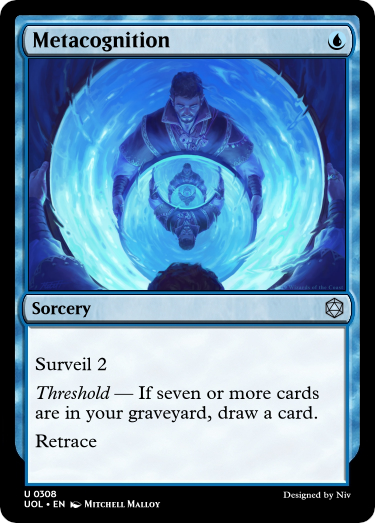 Metacognition
Sorcery
Surveil 2
Threshold — If seven or more cards
are in your graveyard, draw a card.
Retrace
U 0308
UOL • EN Mitchell Malloy
Designed by Niv